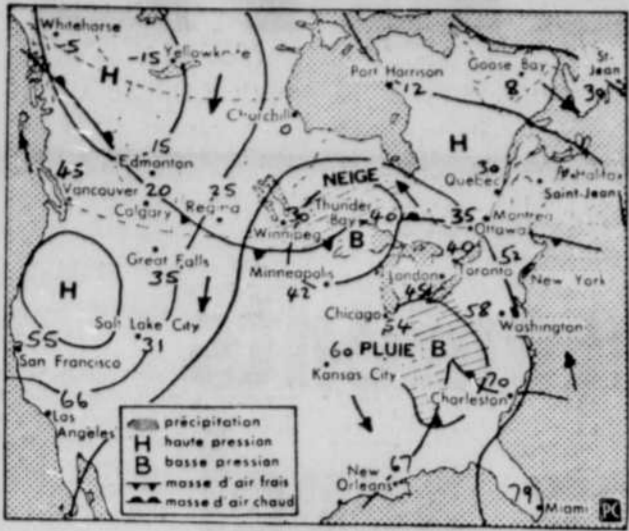 Whitehorse
-5
-15
Yellowknife
H
Port Harrison
-12
Goose Bay
8
St-Jean
30
Churchill
0
H
15
Edmonton
45
Vancouver
20
Calgary
25
Regina
NEIGE
30
Winnipeg
Thunder Bay
40
B
30
Québec
Halifax
Saint-Jean
35
Montréa
Ottawa
Great Falls
35
Minneapolis
42
London
45
40
Toronto
52
New York
H
Chicago
54
58
Washington
Salt Lake City
31
55
San Francisco
60
PLUIE B
Kansas City
66
Los Angeles
70
Charleston
New Orleans
67
79
Miami
précipitation
H haute pression
B basse pression
masse d'air frais
masse d'air chaud
PC